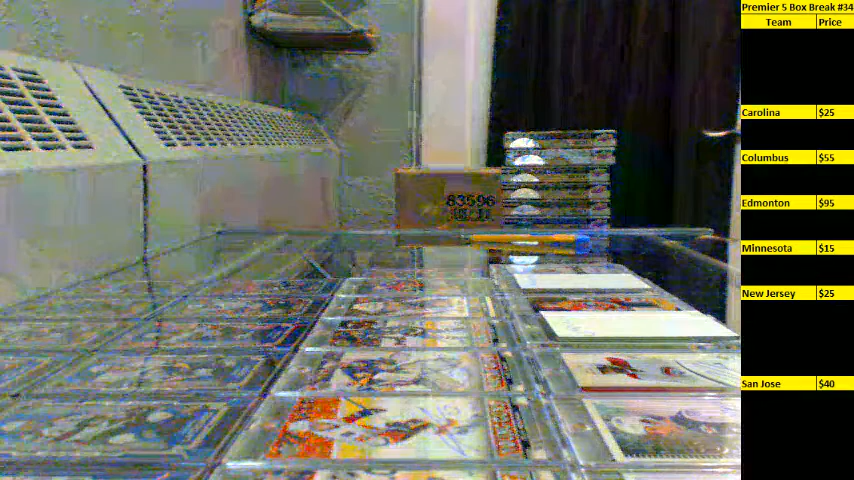 Premier 5 Box Break #34
Team Price
Carolina $25
Columbus $55
Edmonton $95
Minnesota $15
New Jersey $25
San Jose $40
83596